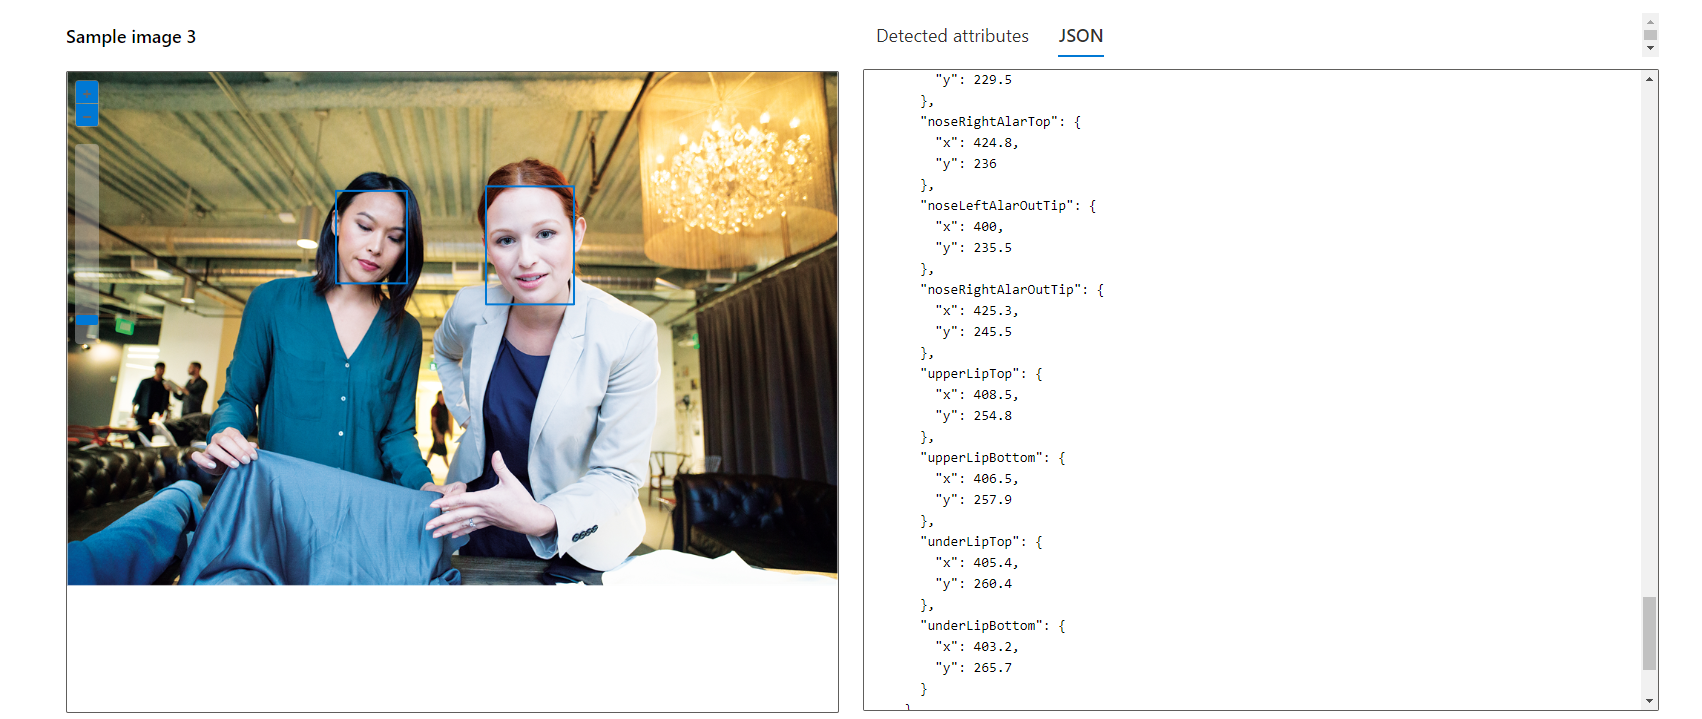 Sample image 3
Detected attributes JSON
"y": 229.5
},
"noseRightAlarTop": {
"x": 424.8,
"y": 236
},
"noseLeftAlarOutTip": {
"x": 400,
"y": 235.5
},
"noseRightAlarOutTip": {
"x": 425.3,
"y": 245.5
},
"upperLipTop": {
"x": 408.5,
"y": 254.8
},
"upperLipBottom": {
"x": 406.5,
"y": 257.9
},
"underLipTop": {
"x": 405.4,
"y": 260.4
},
"underLipBottom": {
"x": 403.2,
"y": 265.7
}